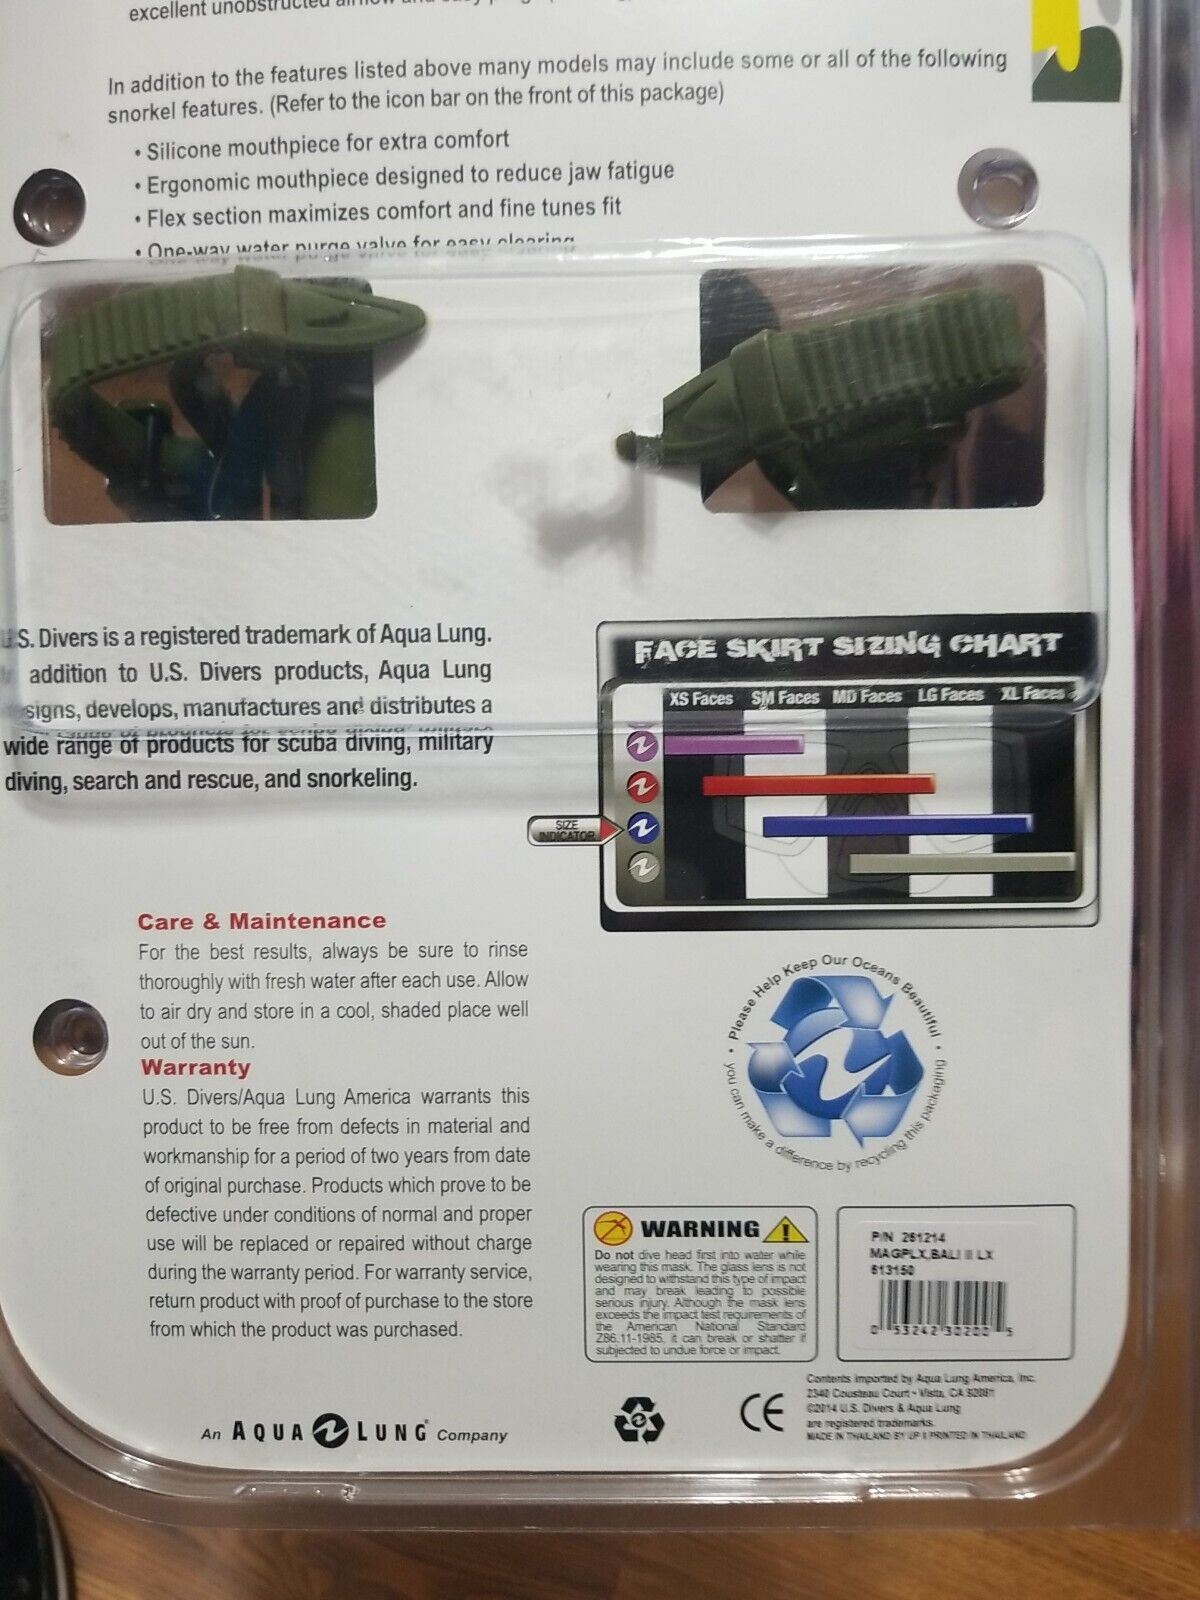 excellent unobstructed airflow and easy
In addition to the features listed above many models may include some or all of the following
snorkel features. (Refer to the icon bar on the front of this package)
• Silicone mouthpiece for extra comfort
• Ergonomic mouthpiece designed to reduce jaw fatigue
• Flex section maximizes comfort and fine tunes fit
• One-way water purge valve for easy clearing
U.S. Divers is a registered trademark of Aqua Lung.
addition to U.S. Divers products, Aqua Lung
designs, develops, manufactures and distributes a
wide range of products for scuba diving, military
diving, search and rescue, and snorkeling.
FACE SKIRT SIZING CHART
XS Faces SM Faces MD Faces LG Faces XL Faces
SIZE
INDICATOR
Care & Maintenance
For the best results, always be sure to rinse
thoroughly with fresh water after each use. Allow
to air dry and store in a cool, shaded place well
out of the sun.
Warranty
U.S. Divers/Aqua Lung America warrants this
product to be free from defects in material and
workmanship for a period of two years from date
of original purchase. Products which prove to be
defective under conditions of normal and proper
use will be replaced or repaired without charge
during the warranty period. For warranty service,
return product with proof of purchase to the store
from which the product was purchased.
• Please Help Keep Our Oceans Beautiful •
you can make a difference by recycling this packaging
WARNING
Do not dive head first into water while
wearing this mask. The glass lens is not
designed to withstand this type of impact
and may break leading to possible
serious injury. Although the mask lens
exceeds the impact test requirements of
the American National Standard
Z86.11-1985, it can break or shatter if
subjected to undue force or impact.
P/N 261214
MAGPLX,BALI II LX
613150
0 53242 30200 5
An AQUA LUNG Company
CE
Contents imported by Aqua Lung America, Inc.
2340 Cousteau Court • Vista, CA 92081
©2014 U.S. Divers & Aqua Lung
are registered trademarks.
MADE IN THAILAND BY UP II PRINTED IN THAILAND